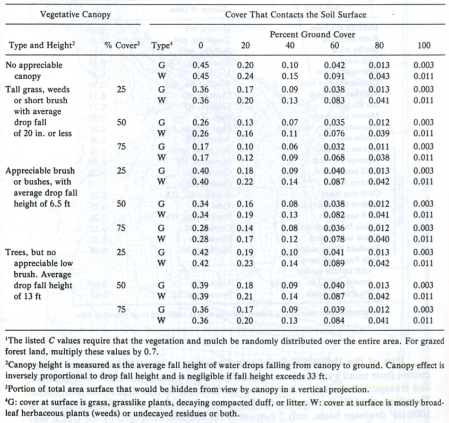 Vegetative Canopy Cover That Contacts the Soil Surface
Percent Ground Cover
Type and Height² % Cover³ Type⁴ 0 20 40 60 80 100
No appreciable G 0.45 0.20 0.10 0.042 0.013 0.003
canopy W 0.45 0.24 0.15 0.091 0.043 0.011
Tall grass, weeds 25 G 0.36 0.17 0.09 0.038 0.013 0.003
or short brush W 0.36 0.20 0.13 0.083 0.041 0.011
with average
drop fall 50 G 0.26 0.13 0.07 0.035 0.012 0.003
of 20 in. or less W 0.26 0.16 0.11 0.076 0.039 0.011
75 G 0.17 0.10 0.06 0.032 0.011 0.003
W 0.17 0.12 0.09 0.068 0.038 0.011
Appreciable brush 25 G 0.40 0.18 0.09 0.040 0.013 0.003
or bushes, with W 0.40 0.22 0.14 0.087 0.042 0.011
average drop fall
height of 6.5 ft 50 G 0.34 0.16 0.08 0.038 0.012 0.003
W 0.34 0.19 0.13 0.082 0.041 0.011
75 G 0.28 0.14 0.08 0.036 0.012 0.003
W 0.28 0.17 0.12 0.078 0.040 0.011
Trees, but no 25 G 0.42 0.19 0.10 0.041 0.013 0.003
appreciable low W 0.42 0.23 0.14 0.089 0.042 0.011
brush. Average
drop fall height 50 G 0.39 0.18 0.09 0.040 0.013 0.003
of 13 ft W 0.39 0.21 0.14 0.087 0.042 0.011
75 G 0.36 0.17 0.09 0.039 0.012 0.003
W 0.36 0.20 0.13 0.084 0.041 0.011
¹The listed C values require that the vegetation and mulch be randomly distributed over the entire area. For grazed
forest land, multiply these values by 0.7.
²Canopy height is measured as the average fall height of water drops falling from canopy to ground. Canopy effect is
inversely proportional to drop fall height and is negligible if fall height exceeds 33 ft.
³Portion of total area surface that would be hidden from view by canopy in a vertical projection.
⁴G: cover at surface is grass, grasslike plants, decaying compacted duff, or litter. W: cover at surface is mostly broad-
leaf herbaceous plants (weeds) or undecayed residues or both.